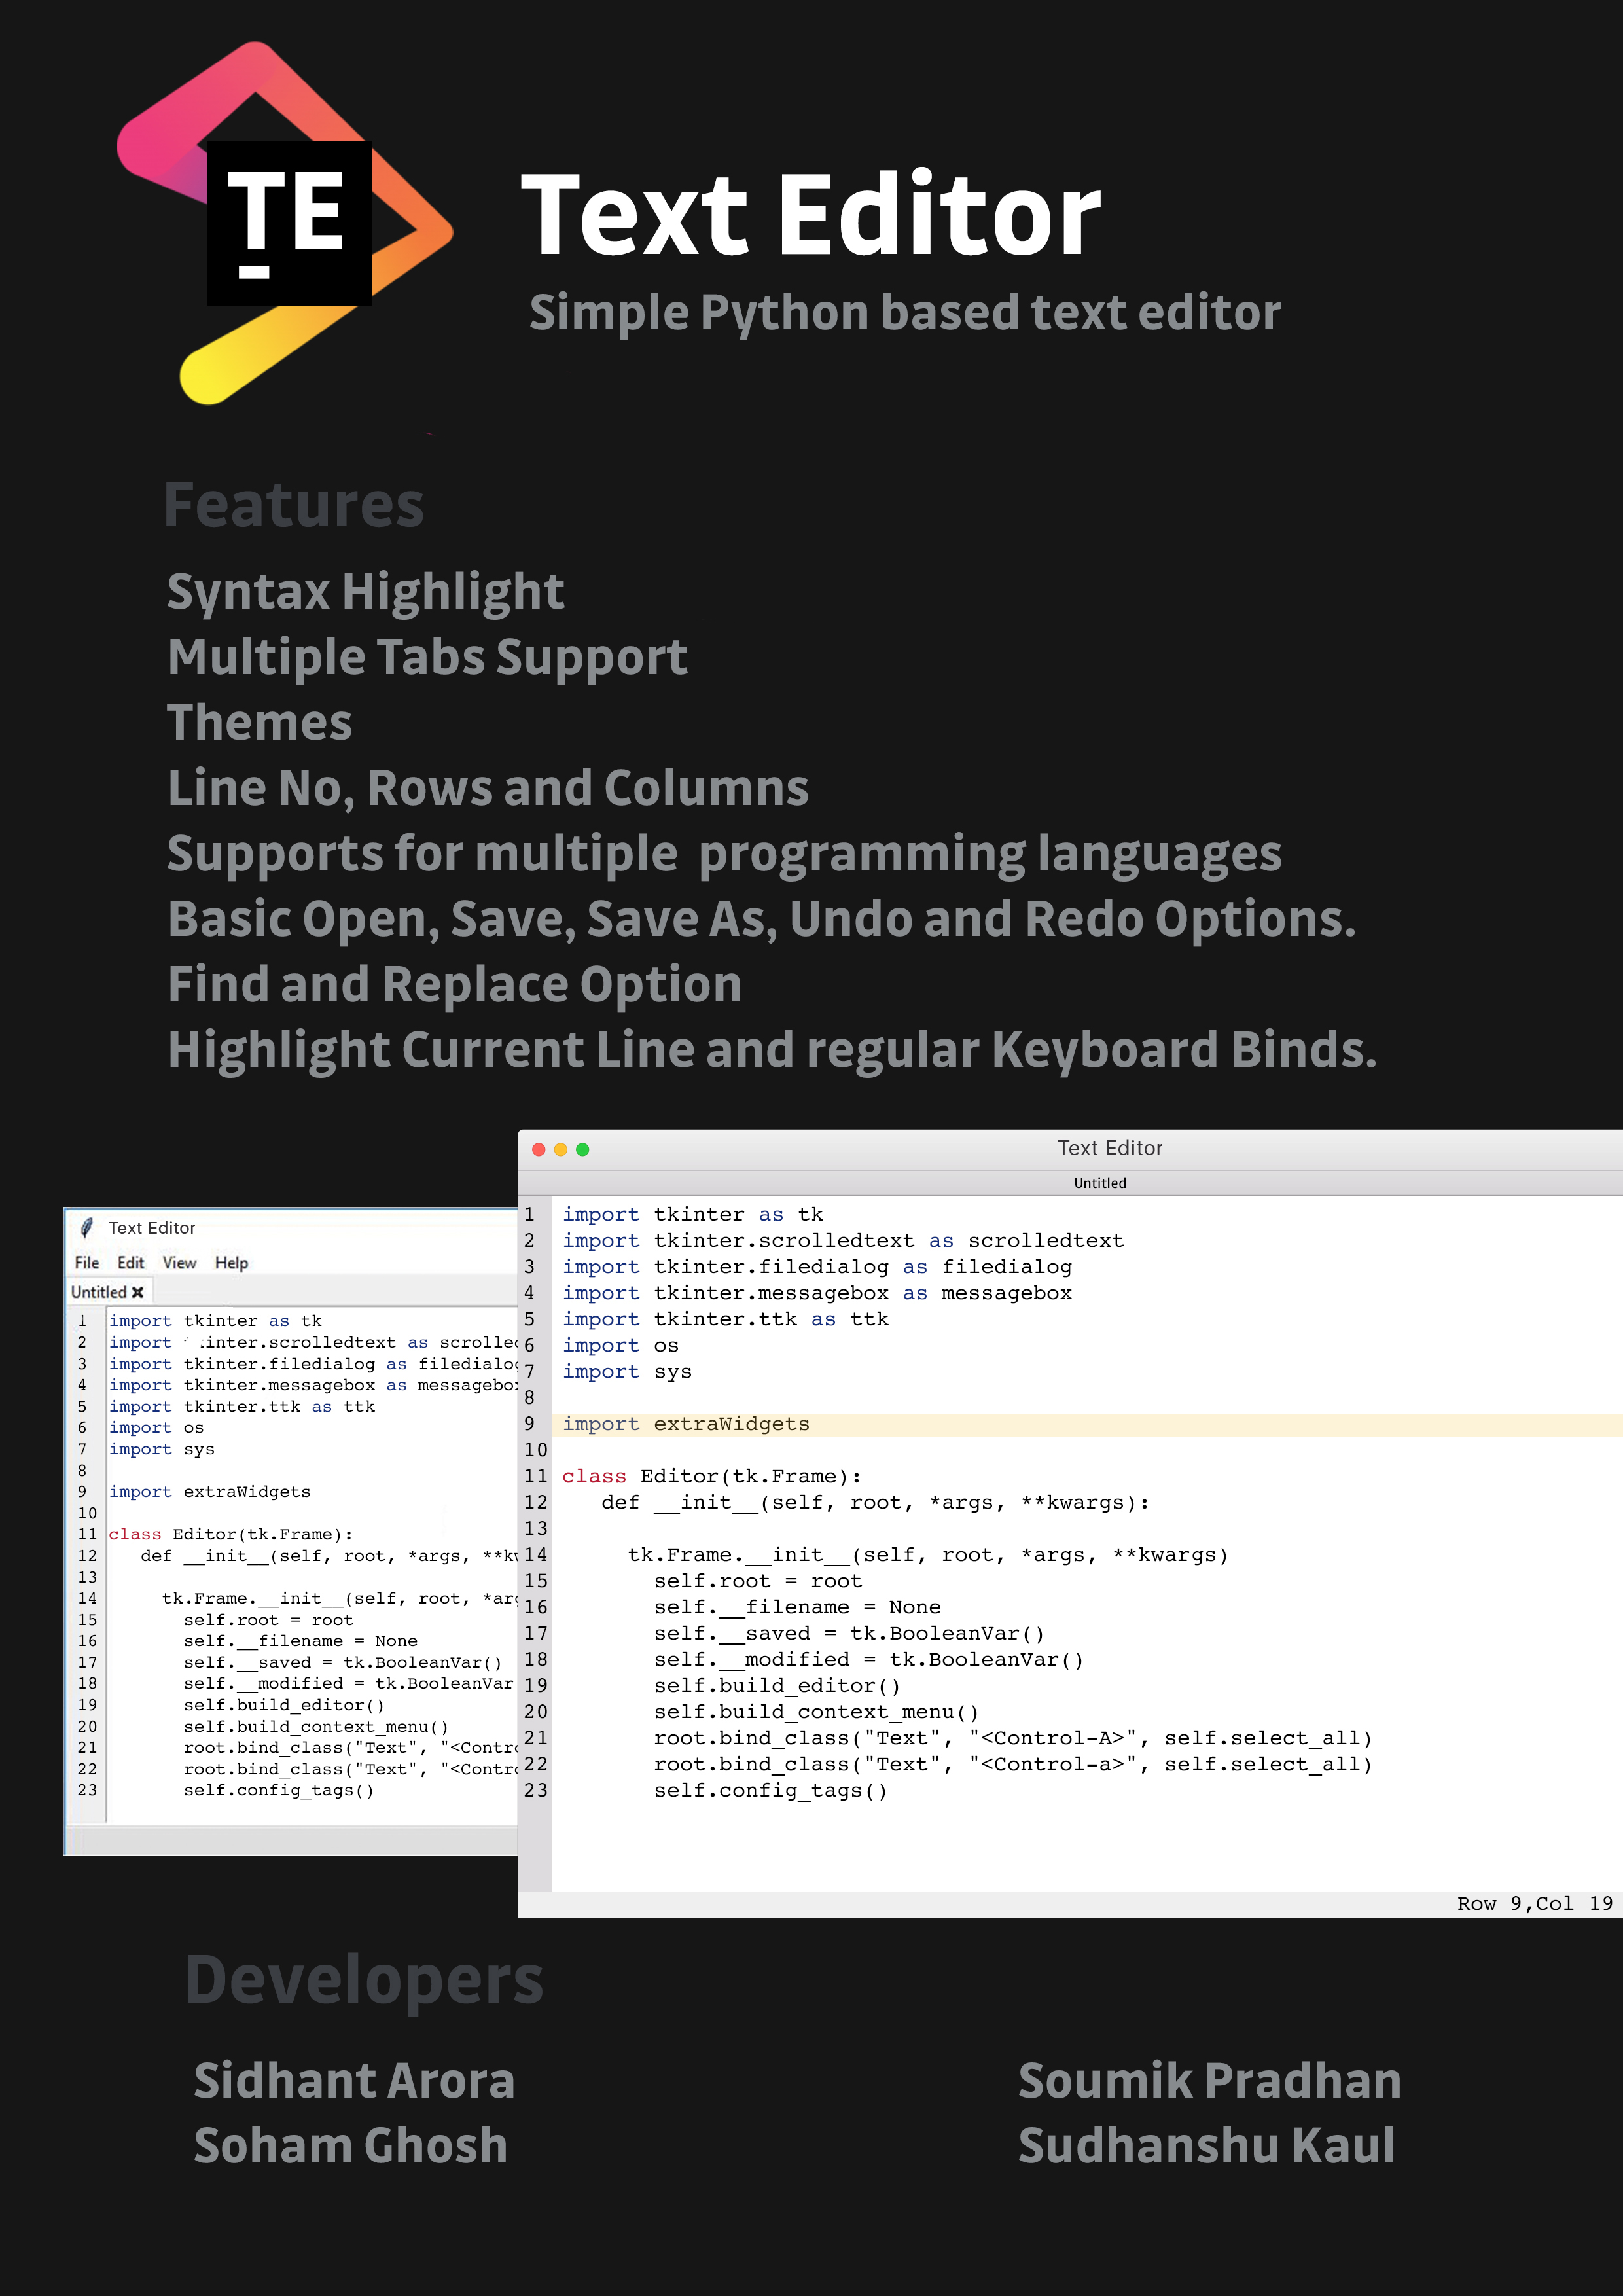 TE
Text Editor
Simple Python based text editor
Features
Syntax Highlight
Multiple Tabs Support
Themes
Line No, Rows and Columns
Supports for multiple  programming languages
Basic Open, Save, Save As, Undo and Redo Options.
Find and Replace Option
Highlight Current Line and regular Keyboard Binds.
Text Editor
File Edit View Help
Untitled
1 import tkinter as tk
2 import inter.scrolledtext as scrolled
3 import tkinter.filedialog as filedialog
4 import tkinter.messagebox as messagebox
5 import tkinter.ttk as ttk
6 import os
7 import sys
8
9 import extraWidgets
10
11 class Editor(tk.Frame):
12    def __init__(self, root, *args, **kw
13
14      tk.Frame.__init__(self, root, *arg
15        self.root = root
16        self.__filename = None
17        self.__saved = tk.BooleanVar()
18        self.__modified = tk.BooleanVar
19        self.build_editor()
20        self.build_context_menu()
21        root.bind_class("Text", "<Contr
22        root.bind_class("Text", "<Contr
23        self.config_tags()
Text Editor
Untitled
1 import tkinter as tk
2 import tkinter.scrolledtext as scrolledtext
3 import tkinter.filedialog as filedialog
4 import tkinter.messagebox as messagebox
5 import tkinter.ttk as ttk
6 import os
7 import sys
8
9 import extraWidgets
10
11 class Editor(tk.Frame):
12    def __init__(self, root, *args, **kwargs):
13
14      tk.Frame.__init__(self, root, *args, **kwargs)
15        self.root = root
16        self.__filename = None
17        self.__saved = tk.BooleanVar()
18        self.__modified = tk.BooleanVar()
19        self.build_editor()
20        self.build_context_menu()
21        root.bind_class("Text", "<Control-A>", self.select_all)
22        root.bind_class("Text", "<Control-a>", self.select_all)
23        self.config_tags()
Row 9,Col 19
Developers
Sidhant Arora
Soham Ghosh
Soumik Pradhan
Sudhanshu Kaul